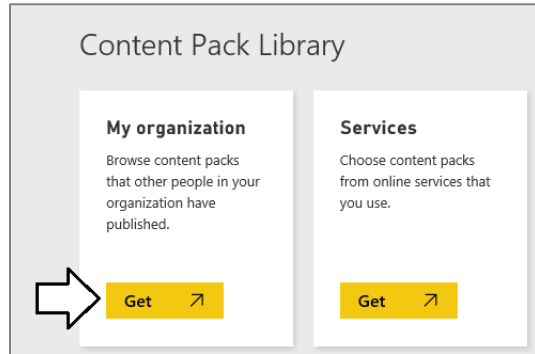 Content Pack Library
My organization
Browse content packs
that other people in your
organization have
published.
Get
Services
Choose content packs
from online services that
you use.
Get